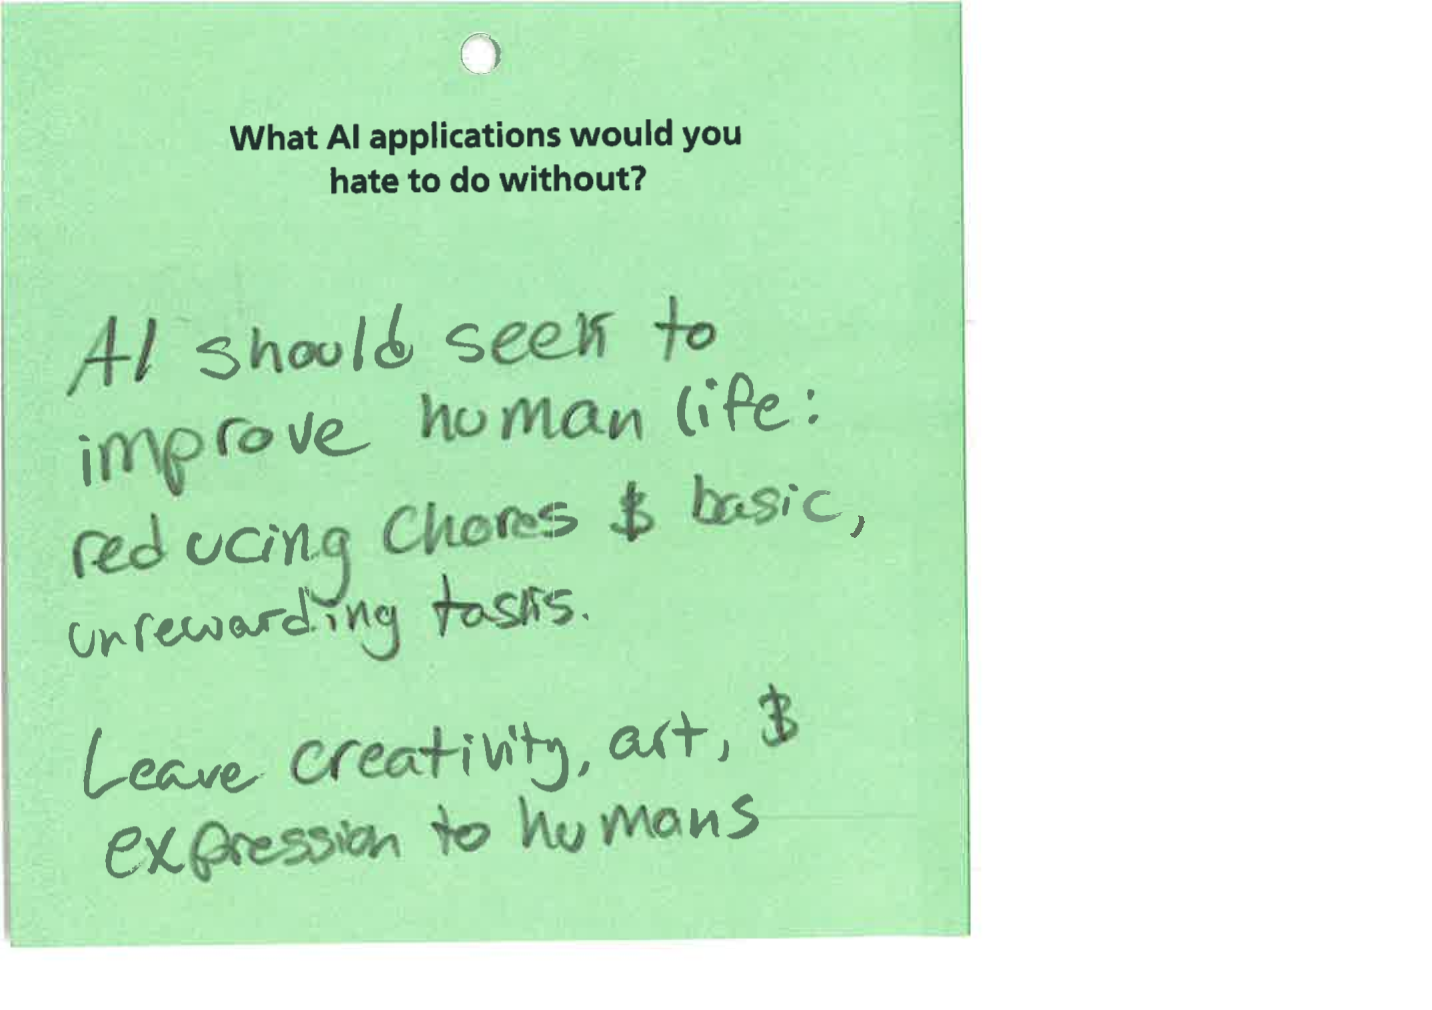 What AI applications would you
hate to do without?
AI should seek to
improve human life:
reducing Chores & basic,
unrewarding tasks.
Leave creativity, art, &
expression to humans